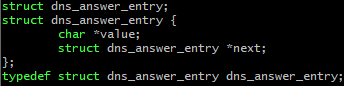 struct dns_answer_entry;
struct dns_answer_entry {
        char *value;
        struct dns_answer_entry *next;
};
typedef struct dns_answer_entry dns_answer_entry;